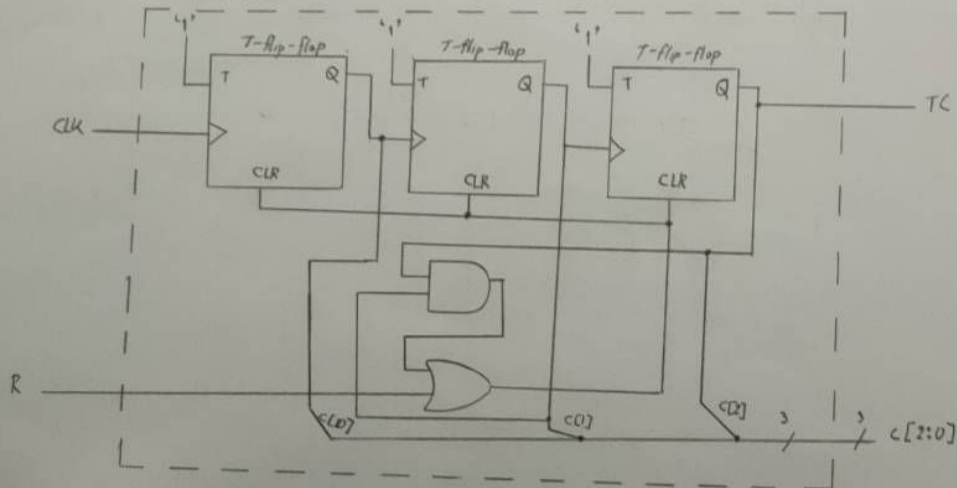 '1' '1' '1'
T-flip-flop T-flip-flop T-flip-flop
T Q T Q T Q
TC
CLK
CLR CLR CLR
R
C[0] C[1] C[2]
3 3
C[2:0]